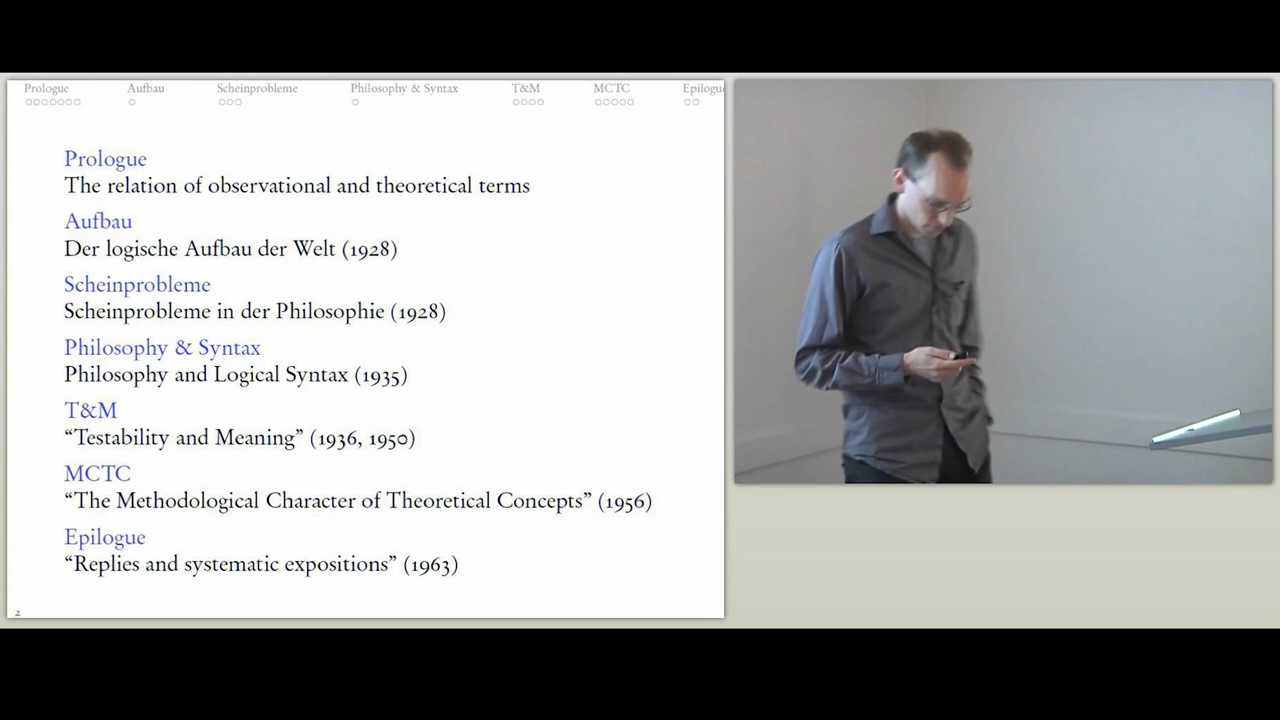 Prologue Aufbau Scheinprobleme Philosophy & Syntax T&M MCTC Epilogu
Prologue
The relation of observational and theoretical terms
Aufbau
Der logische Aufbau der Welt (1928)
Scheinprobleme
Scheinprobleme in der Philosophie (1928)
Philosophy & Syntax
Philosophy and Logical Syntax (1935)
T&M
“Testability and Meaning” (1936, 1950)
MCTC
“The Methodological Character of Theoretical Concepts” (1956)
Epilogue
“Replies and systematic expositions” (1963)
2